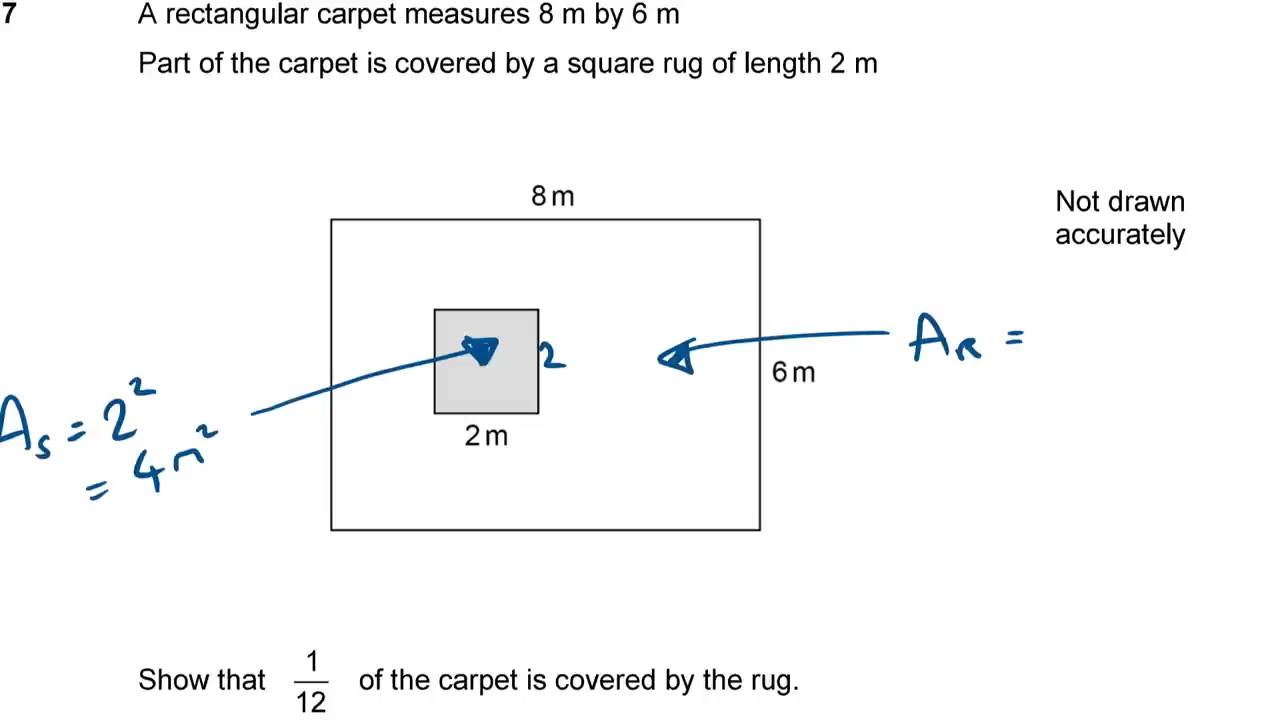 7 A rectangular carpet measures 8 m by 6 m
Part of the carpet is covered by a square rug of length 2 m
8 m
Not drawn
accurately
2
A_R =
6 m
A_S = 2²
= 4m²
2 m
Show that 1/12 of the carpet is covered by the rug.